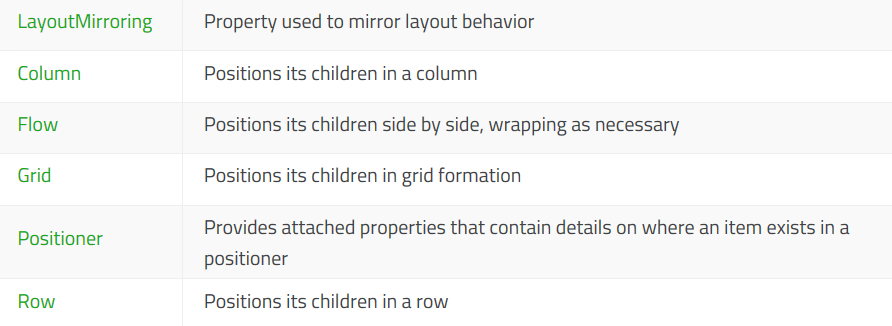 LayoutMirroring Property used to mirror layout behavior
Column Positions its children in a column
Flow Positions its children side by side, wrapping as necessary
Grid Positions its children in grid formation
Positioner Provides attached properties that contain details on where an item exists in a
positioner
Row Positions its children in a row